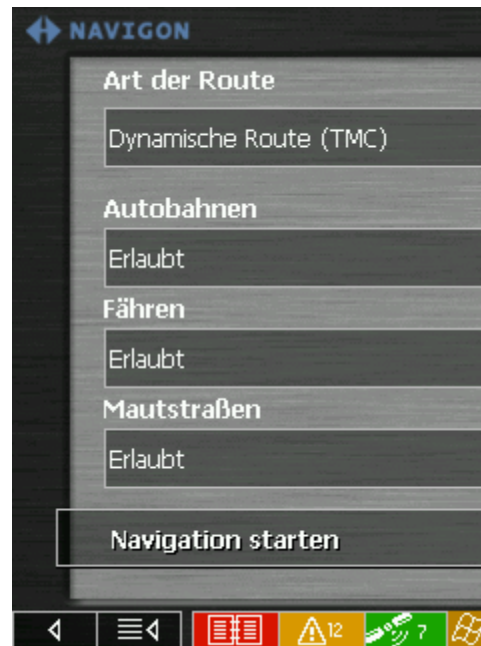 NAVIGON
Art der Route
Dynamische Route (TMC)
Autobahnen
Erlaubt
Fähren
Erlaubt
Mautstraßen
Erlaubt
Navigation starten
12
7